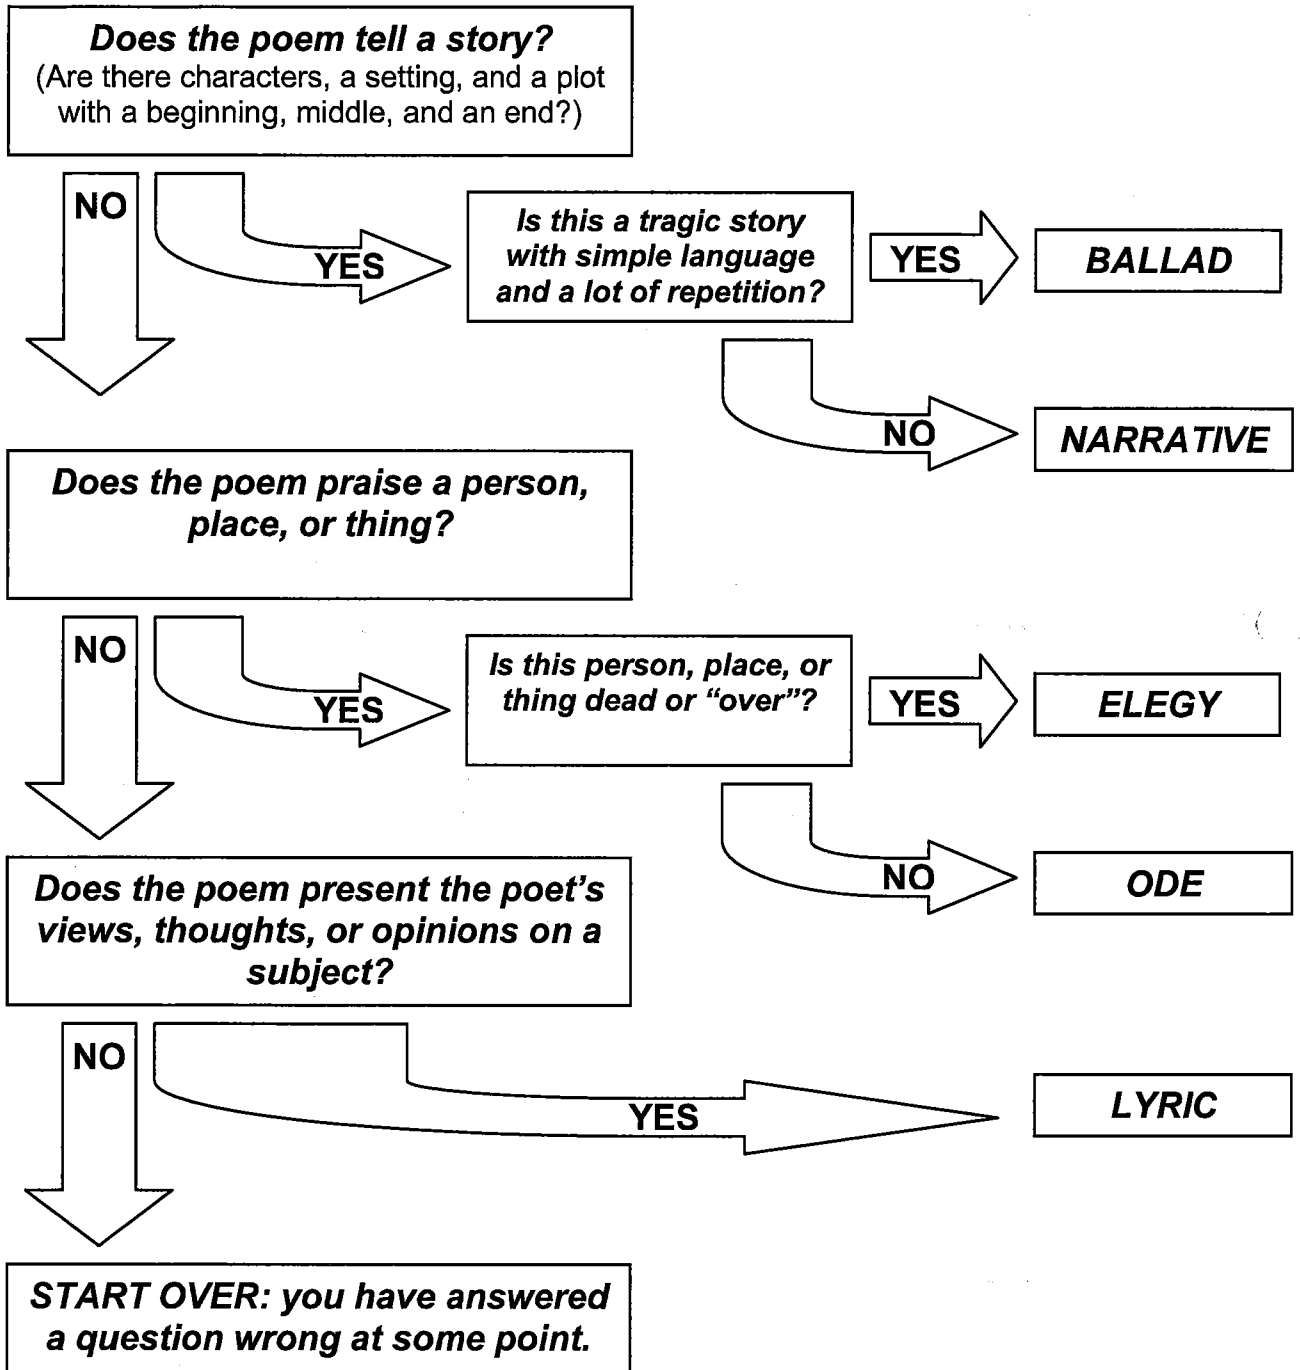 Does the poem tell a story?
(Are there characters, a setting, and a plot
with a beginning, middle, and an end?)
NO
YES
Is this a tragic story
with simple language
and a lot of repetition?
YES
BALLAD
NO
NARRATIVE
Does the poem praise a person,
place, or thing?
NO
YES
Is this person, place, or
thing dead or “over”?
YES
ELEGY
NO
ODE
Does the poem present the poet’s
views, thoughts, or opinions on a
subject?
NO
YES
LYRIC
START OVER: you have answered
a question wrong at some point.